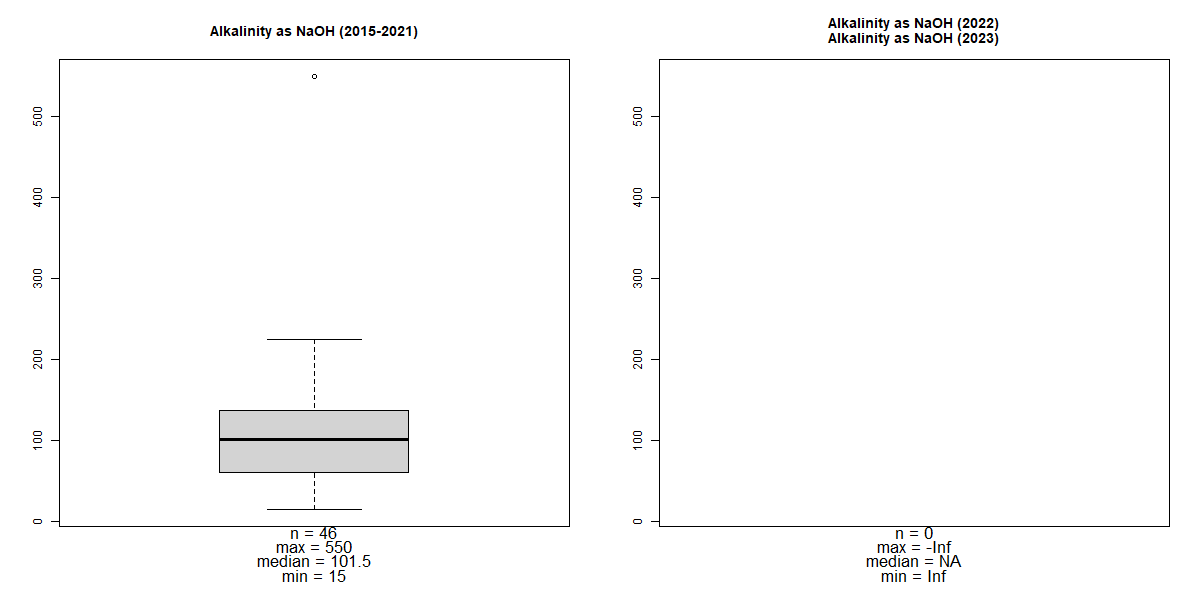 Alkalinity as NaOH (2015-2021)
500
400
300
200
100
0
n = 46
max = 550
median = 101.5
min = 15
Alkalinity as NaOH (2022)
Alkalinity as NaOH (2023)
500
400
300
200
100
0
n = 0
max = -Inf
median = NA
min = Inf